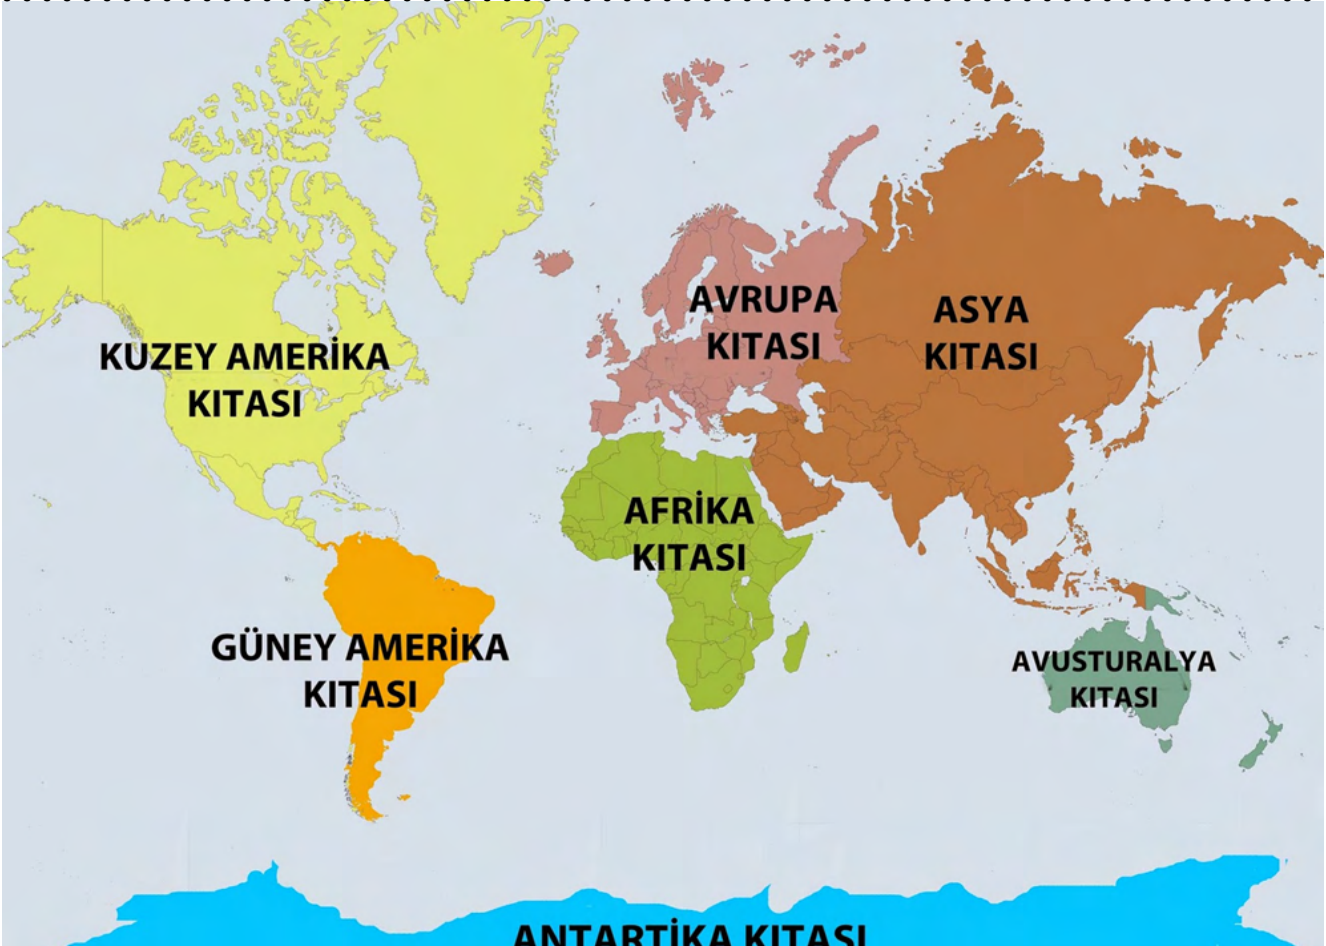 AVRUPA
KITASI
ASYA
KITASI
KUZEY AMERİKA
KITASI
AFRİKA
KITASI
GÜNEY AMERİKA
KITASI
AVUSTURALYA
KITASI
ANTARTİKA KITASI